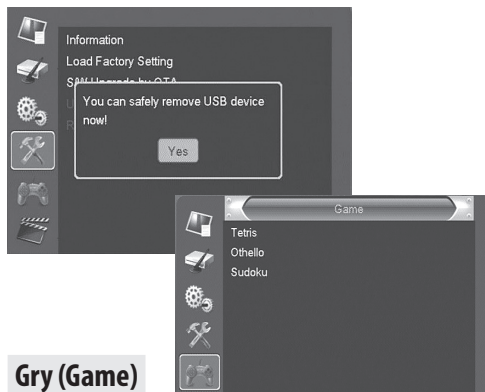 Information
Load Factory Setting
S/W Upgrade by OTA
You can safely remove USB device
now!
Yes
Game
Tetris
Othello
Sudoku
Gry (Game)